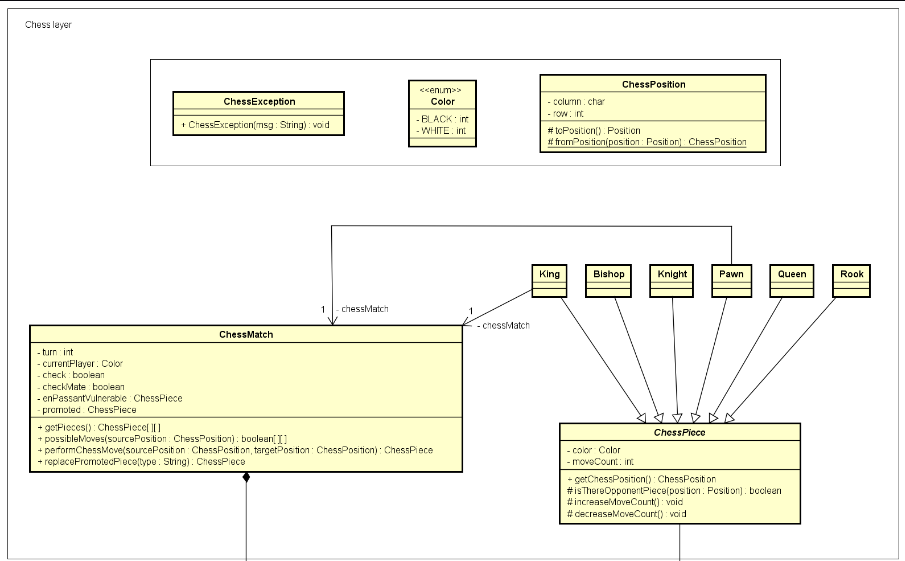 Chess layer
ChessException
+ ChessException(msg : String) : void
<<enum>>
Color
- BLACK : int
- WHITE : int
ChessPosition
- column : char
- row : int
# toPosition() : Position
# fromPosition(position : Position) : ChessPosition
King
Bishop
Knight
Pawn
Queen
Rook
1
- chessMatch
1
- chessMatch
ChessMatch
- turn : int
- currentPlayer : Color
- check : boolean
- checkMate : boolean
- enPassantVulnerable : ChessPiece
- promoted : ChessPiece
+ getPieces() : ChessPiece[ ][ ]
+ possibleMoves(sourcePosition : ChessPosition) : boolean[ ][ ]
+ performChessMove(sourcePosition : ChessPosition, targetPosition : ChessPosition) : ChessPiece
+ replacePromotedPiece(type : String) : ChessPiece
ChessPiece
- color : Color
- moveCount : int
+ getChessPosition() : ChessPosition
# isThereOpponentPiece(position : Position) : boolean
# increaseMoveCount() : void
# decreaseMoveCount() : void